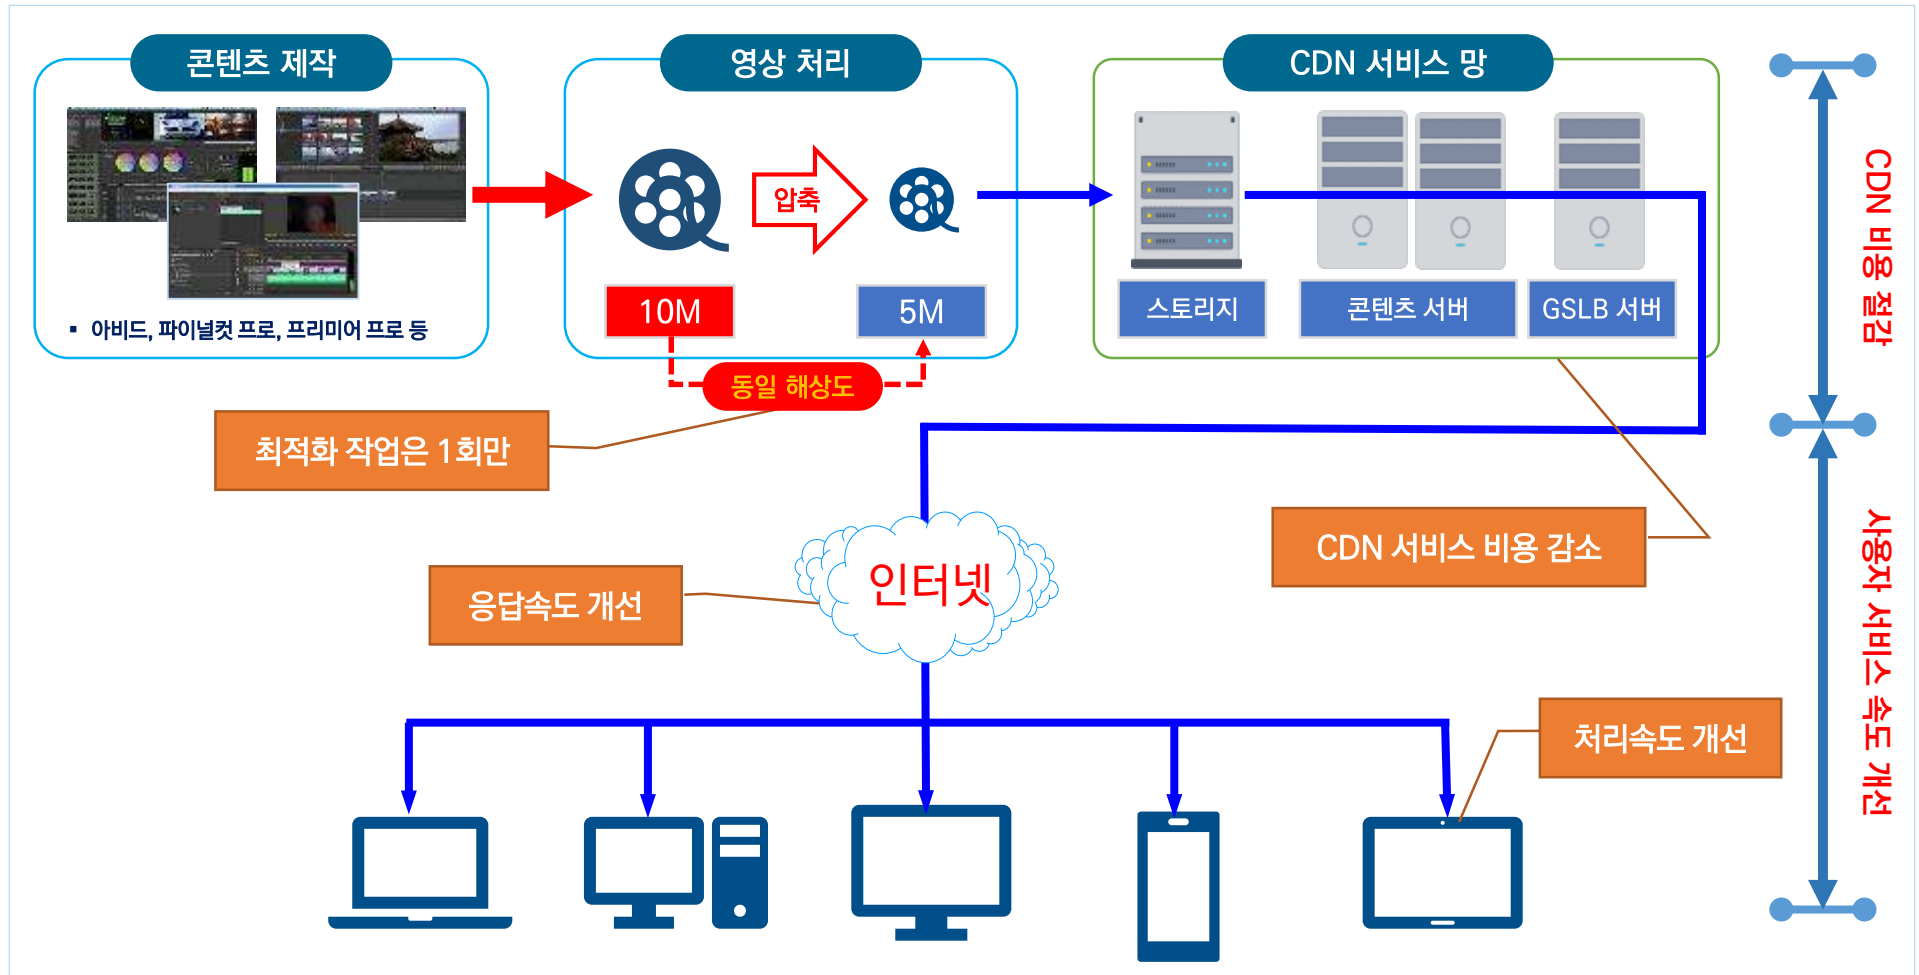 콘텐츠 제작
영상 처리
CDN 서비스 망
압축
10M
5M
스토리지
콘텐츠 서버
GSLB 서버
▪ 아비드, 파이널컷 프로, 프리미어 프로 등
동일 해상도
최적화 작업은 1회만
CDN 비용 절감
CDN 서비스 비용 감소
인터넷
응답속도 개선
사용자 서비스 속도 개선
처리속도 개선